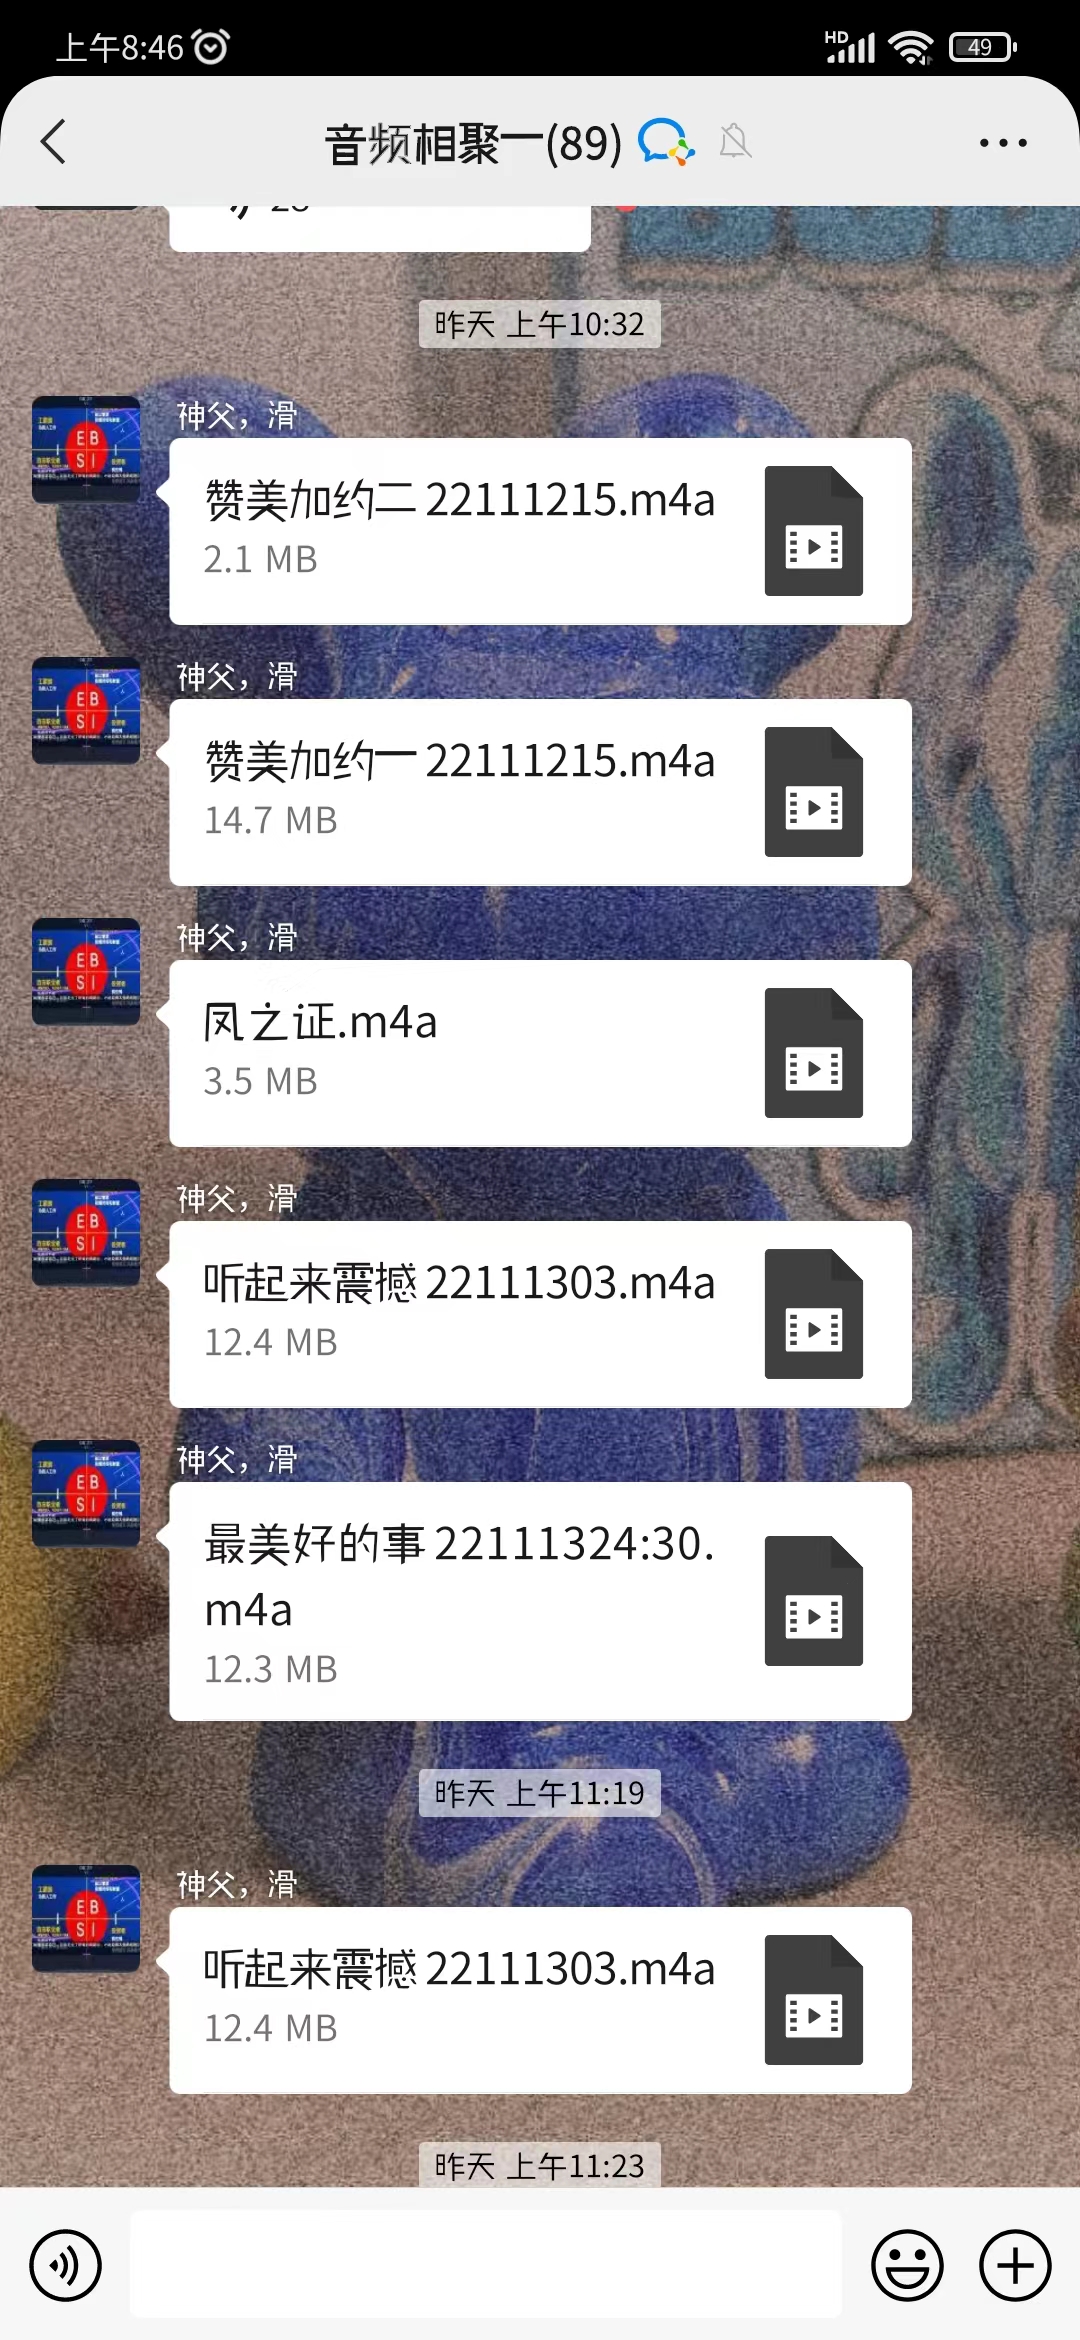 上午8:46
HD
49
音频相聚一(89)
昨天 上午10:32
神父，滑
E B
S I
赞美加约二 22111215.m4a
2.1 MB
神父，滑
E B
S I
赞美加约一 22111215.m4a
14.7 MB
神父，滑
E B
S I
凤之证.m4a
3.5 MB
神父，滑
E B
S I
听起来震撼 22111303.m4a
12.4 MB
神父，滑
E B
S I
最美好的事 22111324:30.
m4a
12.3 MB
昨天 上午11:19
神父，滑
E B
S I
听起来震撼 22111303.m4a
12.4 MB
昨天 上午11:23